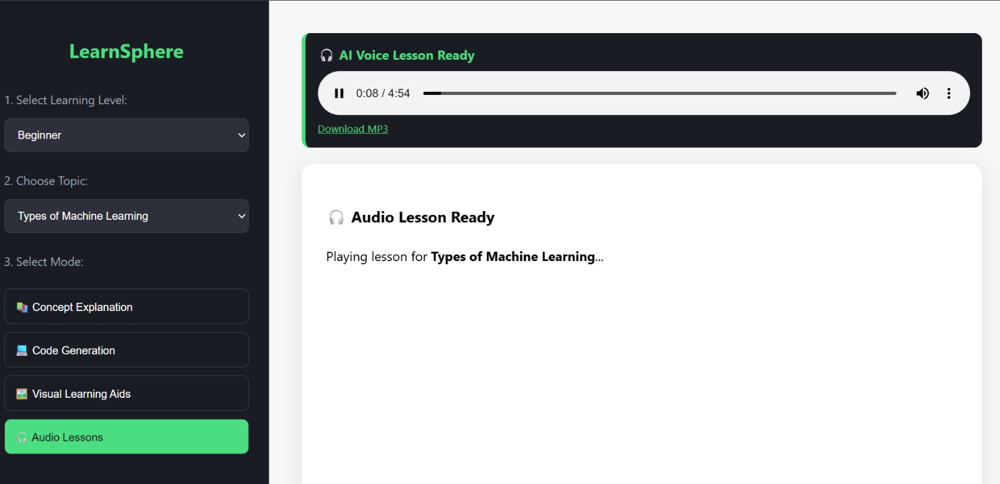 LearnSphere
1. Select Learning Level:
Beginner
2. Choose Topic:
Types of Machine Learning
3. Select Mode:
Concept Explanation
Code Generation
Visual Learning Aids
Audio Lessons
AI Voice Lesson Ready
0:08 / 4:54
Download MP3
Audio Lesson Ready
Playing lesson for Types of Machine Learning...